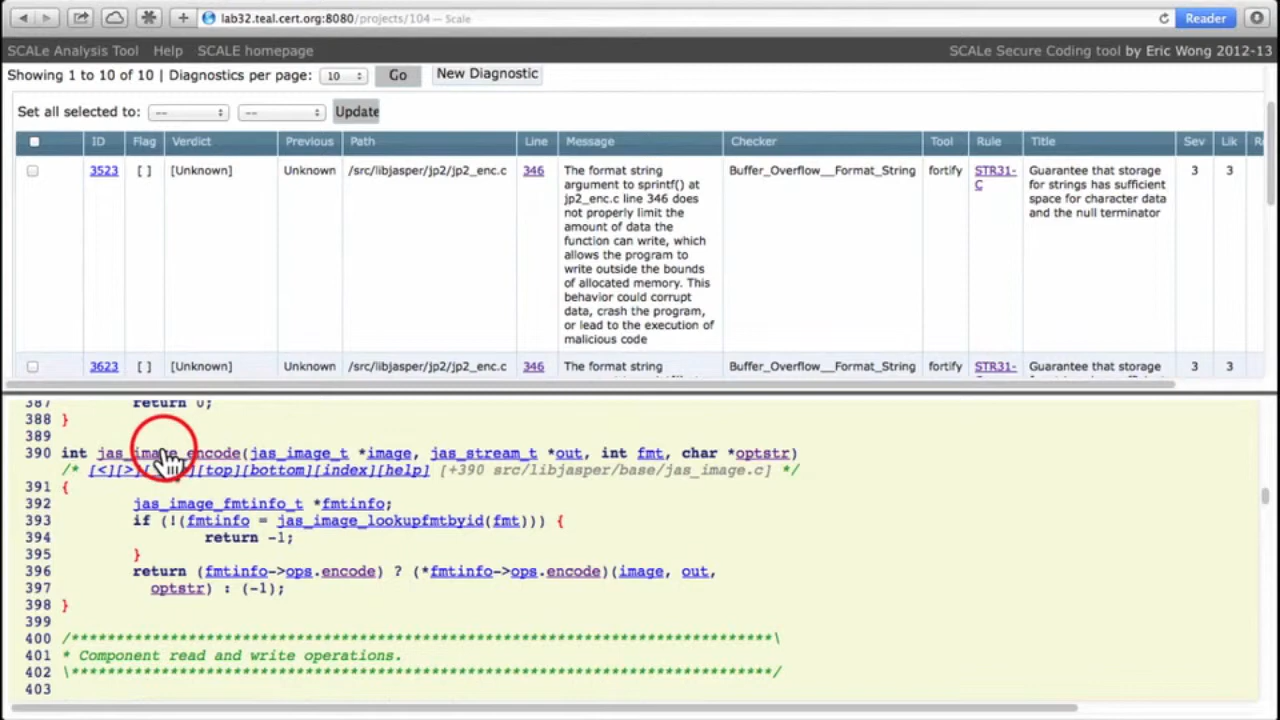 lab32.teal.cert.org:8080/projects/104 — Scale
Reader
SCALe Analysis Tool Help SCALE homepage
SCALe Secure Coding tool by Eric Wong 2012-13
Showing 1 to 10 of 10 | Diagnostics per page: 10 Go New Diagnostic
Set all selected to: -- -- Update
ID Flag Verdict Previous Path Line Message Checker Tool Rule Title Sev Lik
3523 [ ] [Unknown] Unknown /src/libjasper/jp2/jp2_enc.c 346 The format string Buffer_Overflow__Format_String fortify STR31- Guarantee that storage 3 3
argument to sprintf() at C for strings has sufficient
jp2_enc.c line 346 does space for character data
not properly limit the and the null terminator
amount of data the
function can write, which
allows the program to
write outside the bounds
of allocated memory. This
behavior could corrupt
data, crash the program,
or lead to the execution of
malicious code
3623 [ ] [Unknown] Unknown /src/libjasper/jp2/jp2_enc.c 346 The format string Buffer_Overflow__Format_String fortify STR31- Guarantee that storage 3 3
387 return 0;
388 }
389
390 int jas_image_encode(jas_image_t *image, jas_stream_t *out, int fmt, char *optstr)
/* [<][>] [top][bottom][index][help] [+390 src/libjasper/base/jas_image.c] */
391 {
392 jas_image_fmtinfo_t *fmtinfo;
393 if (!(fmtinfo = jas_image_lookupfmtbyid(fmt))) {
394 return -1;
395 }
396 return (fmtinfo->ops.encode) ? (*fmtinfo->ops.encode)(image, out,
397 optstr) : (-1);
398 }
399
400 /******************************************************************************\
401 * Component read and write operations.
402 \******************************************************************************/
403